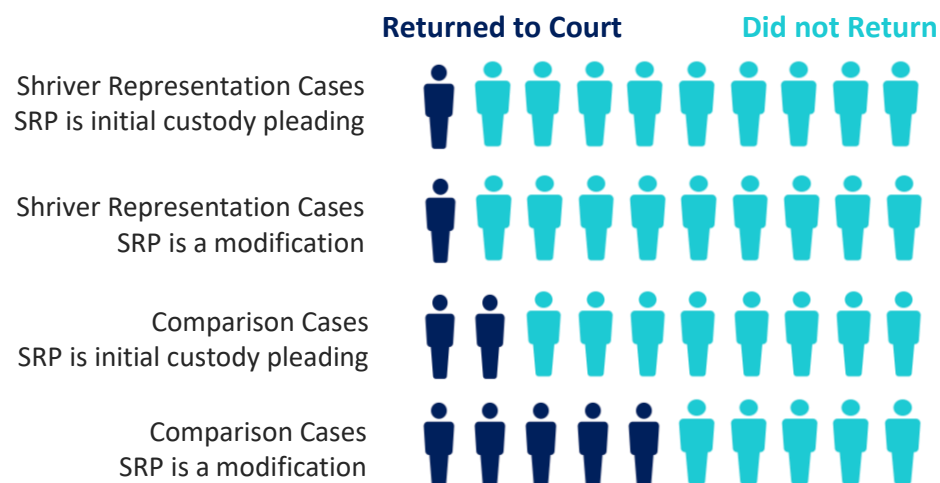 Returned to Court Did not Return
Shriver Representation Cases
SRP is initial custody pleading
Shriver Representation Cases
SRP is a modification
Comparison Cases
SRP is initial custody pleading
Comparison Cases
SRP is a modification